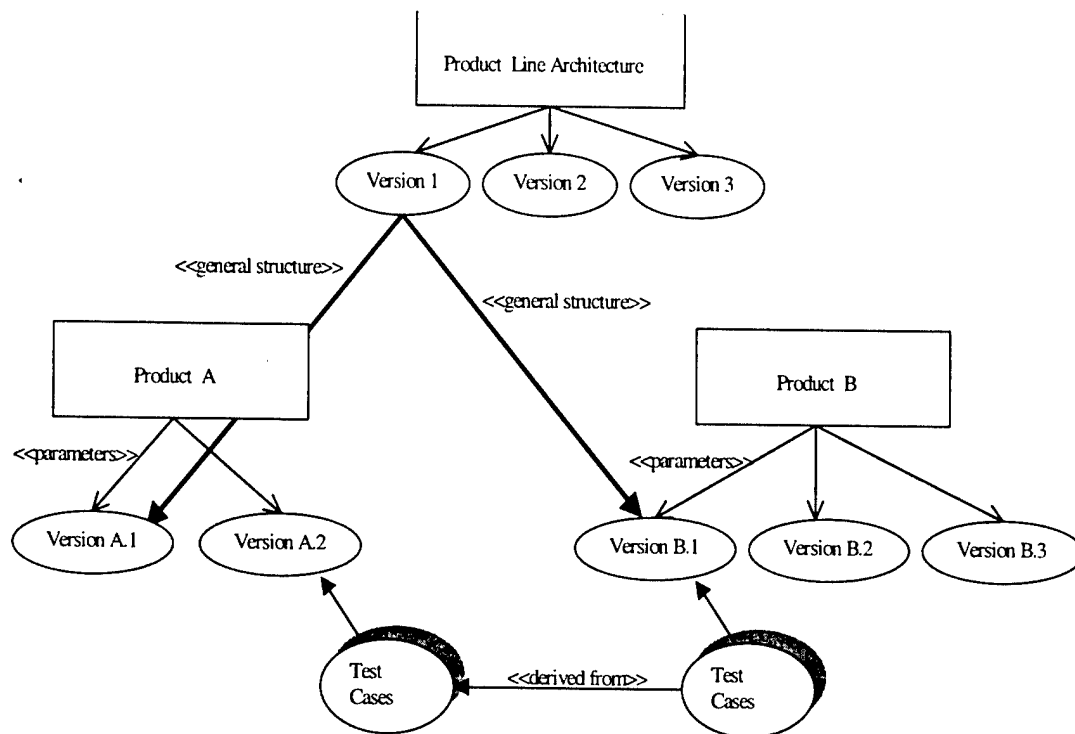 Product Line Architecture
Version 1
Version 2
Version 3
<<general structure>>
<<general structure>>
Product A
Product B
<<parameters>>
<<parameters>>
Version A.1
Version A.2
Version B.1
Version B.2
Version B.3
Test
Cases
<<derived from>>
Test
Cases